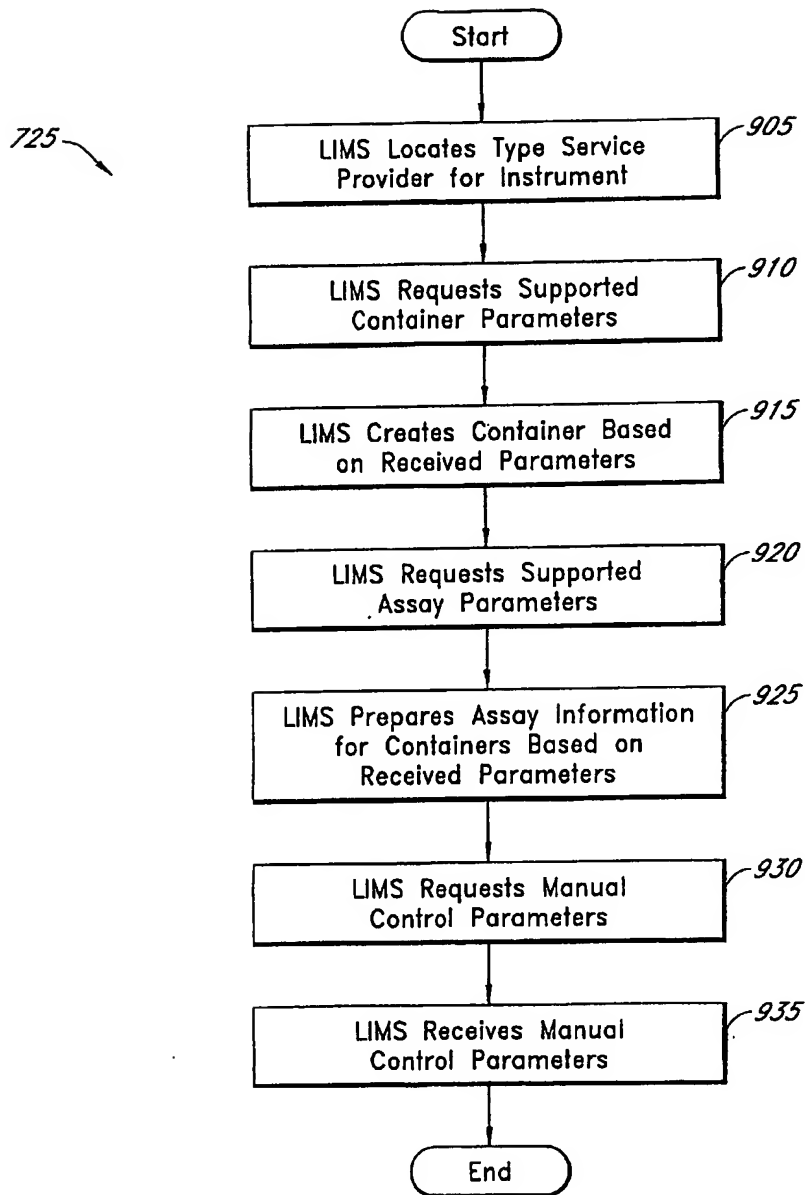 Start
725
LIMS Locates Type Service
Provider for Instrument
905
LIMS Requests Supported
Container Parameters
910
LIMS Creates Container Based
on Received Parameters
915
LIMS Requests Supported
Assay Parameters
920
LIMS Prepares Assay Information
for Containers Based on
Received Parameters
925
LIMS Requests Manual
Control Parameters
930
LIMS Receives Manual
Control Parameters
935
End